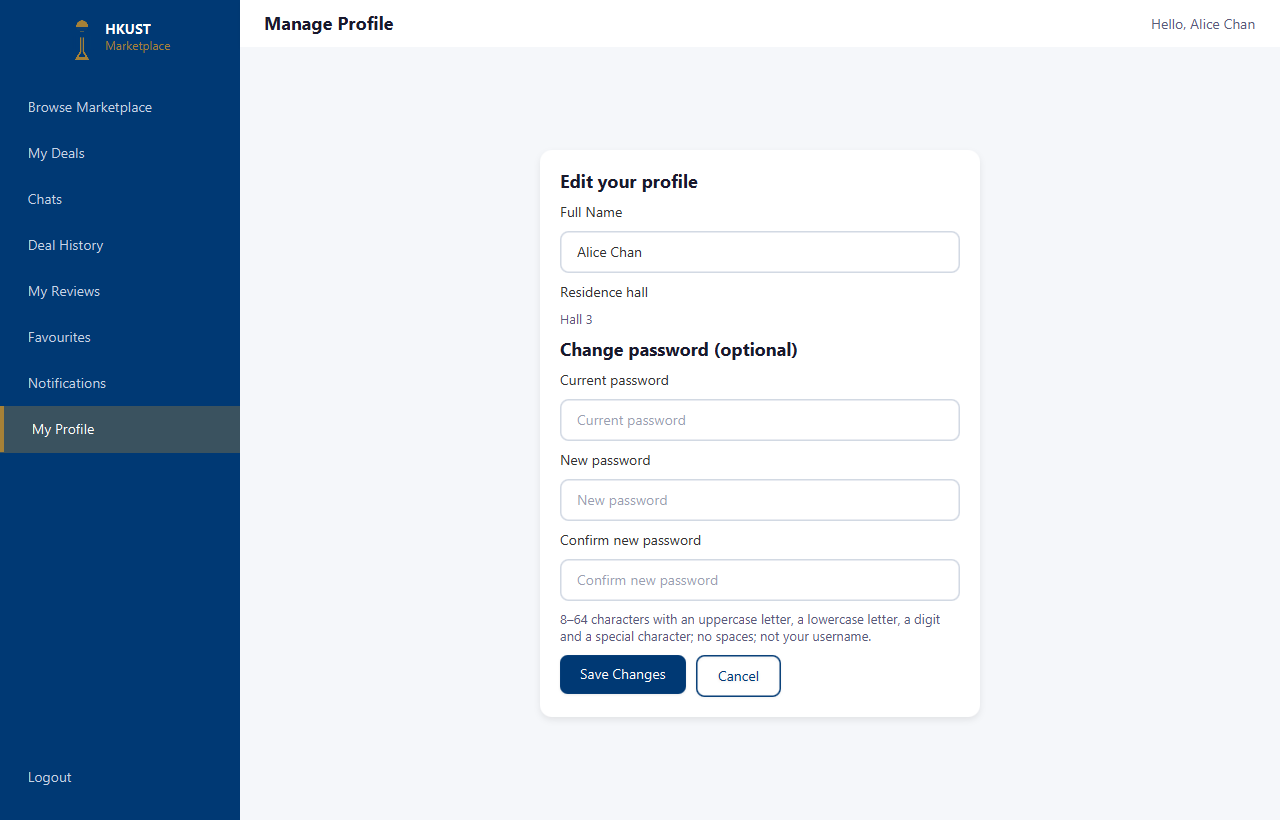 HKUST
Marketplace
Manage Profile
Hello, Alice Chan
Browse Marketplace
My Deals
Chats
Deal History
My Reviews
Favourites
Notifications
My Profile
Logout
Edit your profile
Full Name
Alice Chan
Residence hall
Hall 3
Change password (optional)
Current password
Current password
New password
New password
Confirm new password
Confirm new password
8–64 characters with an uppercase letter, a lowercase letter, a digit
and a special character; no spaces; not your username.
Save Changes
Cancel